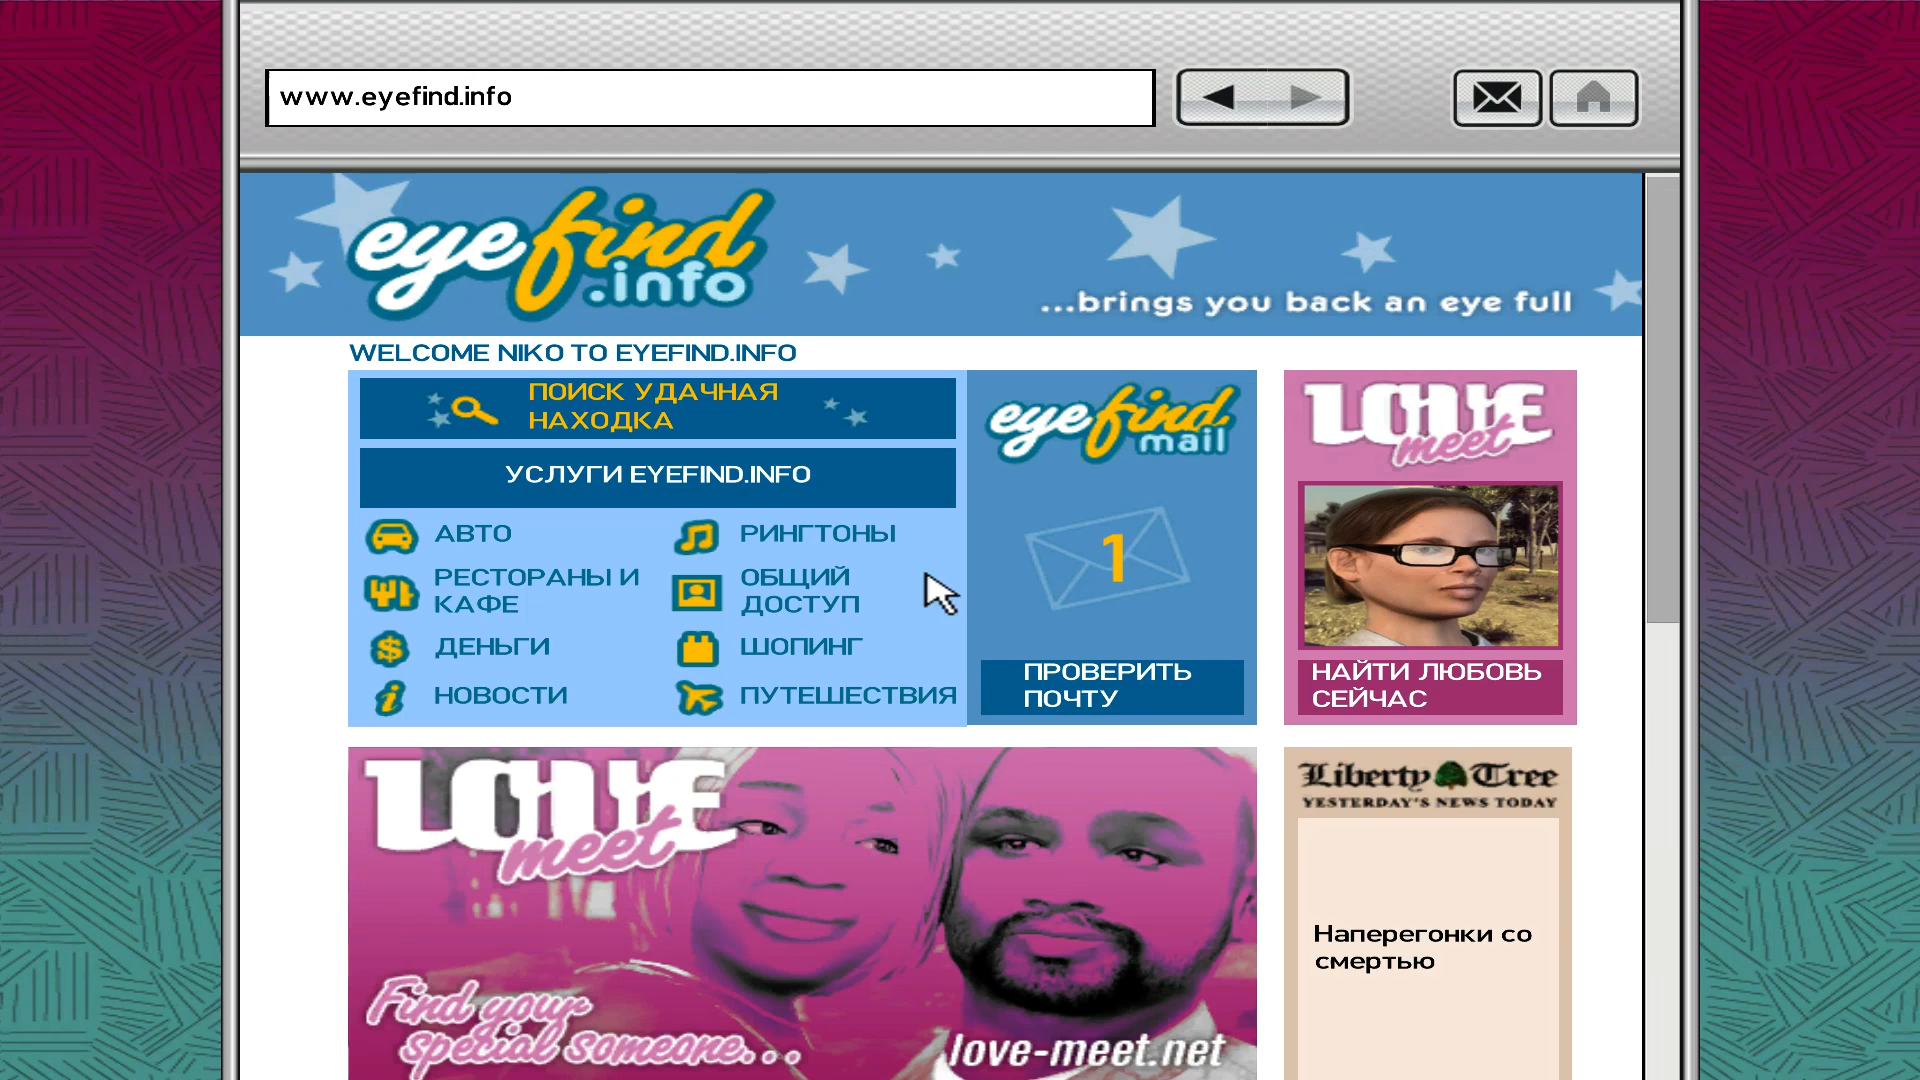 www.eyefind.info
eyefind
.info
...brings you back an eye full
WELCOME NIKO TO EYEFIND.INFO
ПОИСК УДАЧНАЯ
НАХОДКА
УСЛУГИ EYEFIND.INFO
АВТО
РИНГТОНЫ
РЕСТОРАНЫ И
КАФЕ
ОБЩИЙ
ДОСТУП
ДЕНЬГИ
ШОПИНГ
НОВОСТИ
ПУТЕШЕСТВИЯ
eyefind
mail
1
ПРОВЕРИТЬ
ПОЧТУ
LOVE
meet
НАЙТИ ЛЮБОВЬ
СЕЙЧАС
LOVE
meet
Find your
special someone...
love-meet.net
Liberty Tree
YESTERDAY'S NEWS TODAY
Наперегонки со
смертью